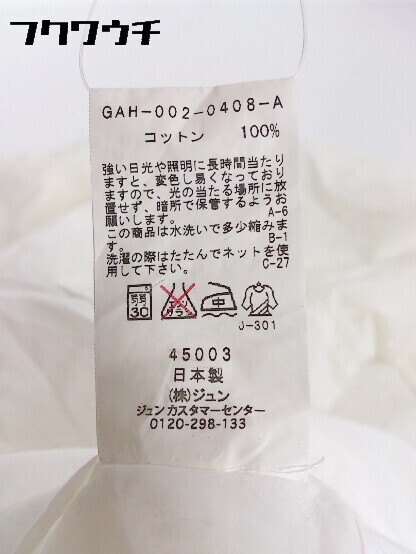 フクワウチ
GAH-002-0408-A
コットン 100%
強い日光や照明に長時間当たり
ますと、変色し易くなっており
ますので、光の当たる場所に放
置せず、暗所で保管するようお
願いします。 A-6
この商品は水洗いで多少縮みま
す。 B-1
洗濯の際はたたんでネットを使
用して下さい。 C-27
弱
30
エンソ
サラシ
中
J-301
45003
日本製
(株)ジュン
ジュンカスタマーセンター
0120-298-133